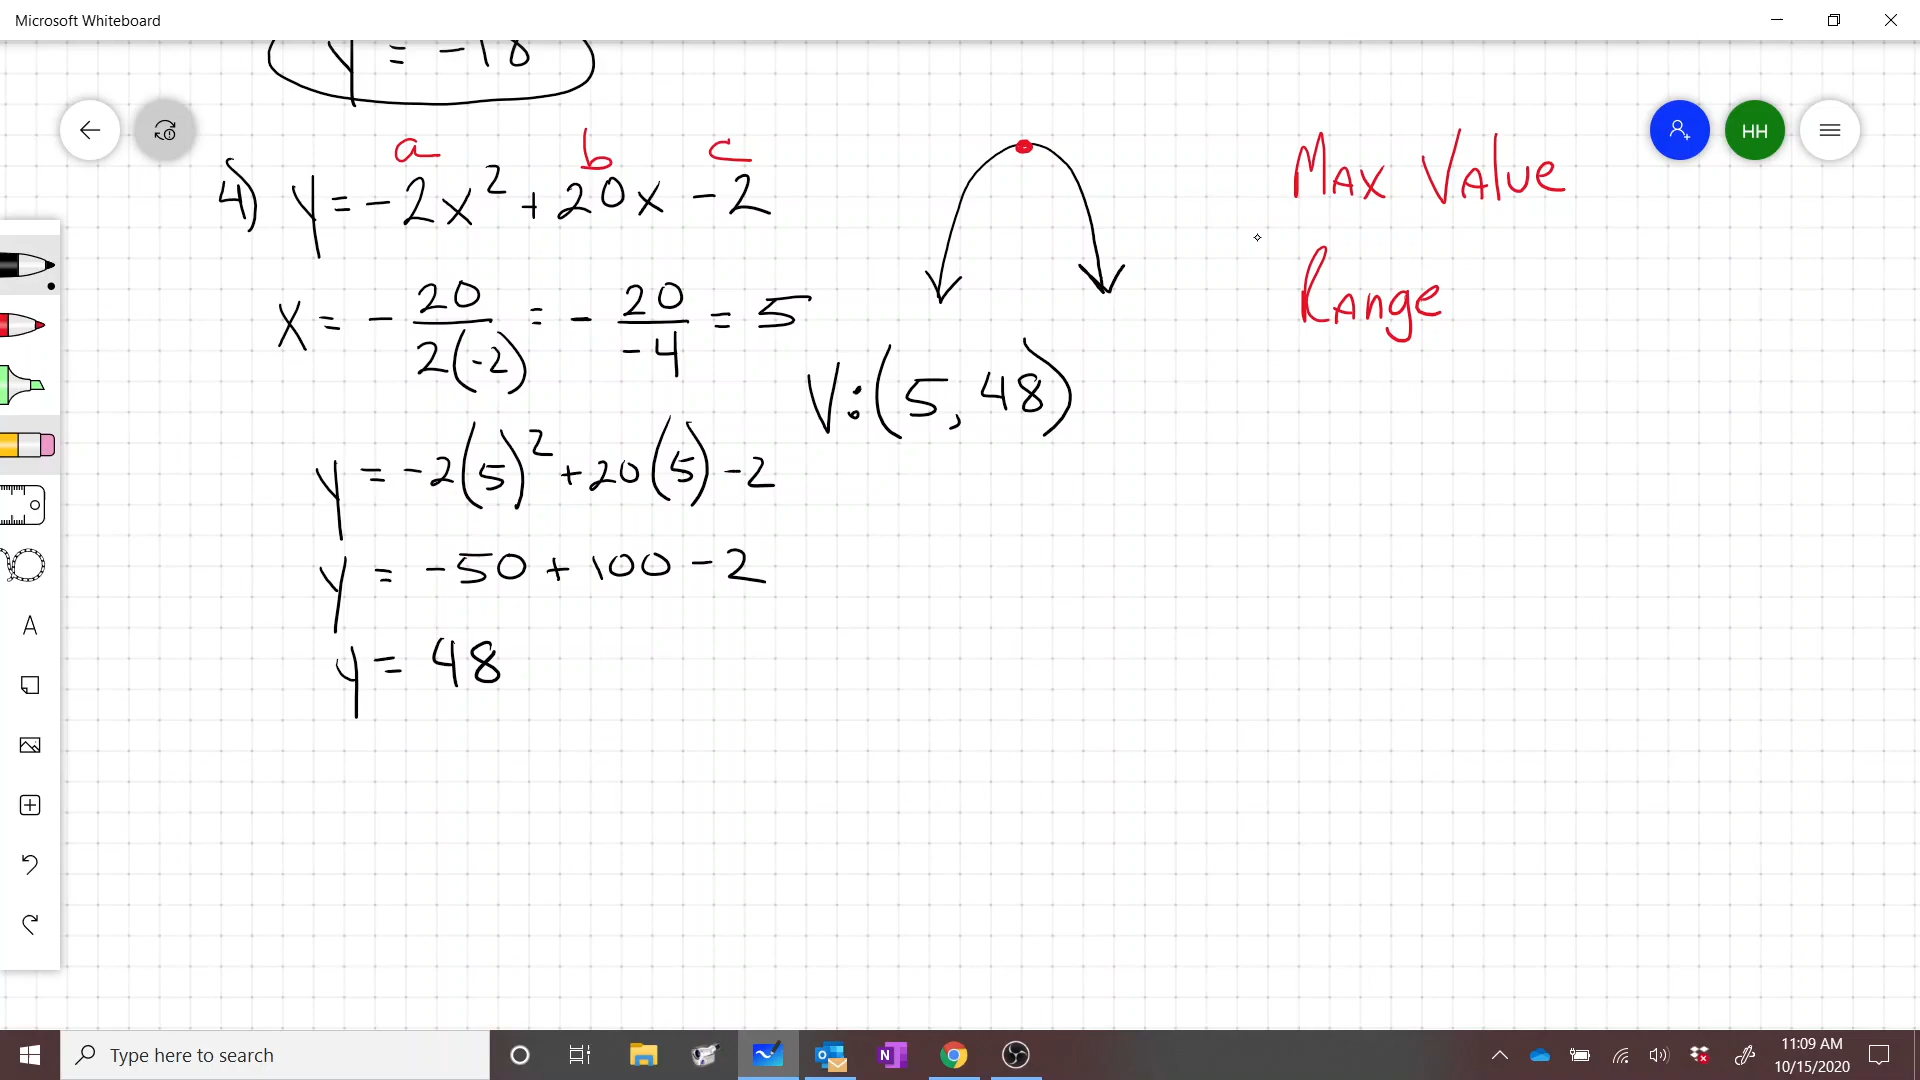 Microsoft Whiteboard
y = -18
a b c
4) y = -2x² + 20x - 2
Max Value
HH
Range
x = - 20/2(-2) = - 20/-4 = 5
V: (5, 48)
y = -2(5)² + 20(5) - 2
y = -50 + 100 - 2
y = 48
Type here to search
11:09 AM
10/15/2020